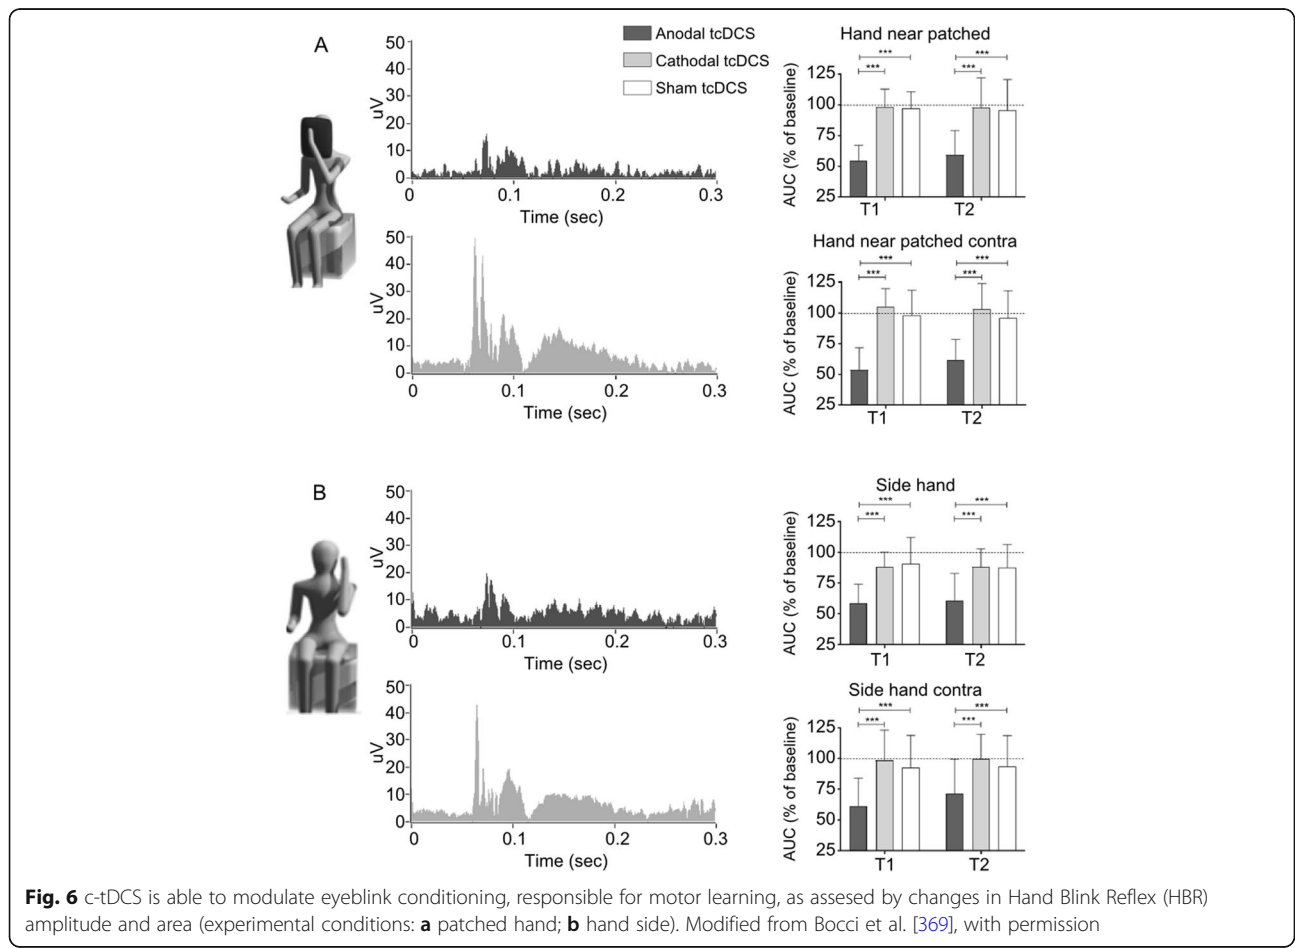 A
50
40
30
20
10
0
uV
0 0.1 0.2 0.3
Time (sec)
Anodal tcDCS
Cathodal tcDCS
Sham tcDCS
Hand near patched
*** ***
*** ***
125
100
75
50
25
AUC (% of baseline)
T1 T2
50
40
30
20
10
0
uV
0 0.1 0.2 0.3
Time (sec)
Hand near patched contra
*** ***
*** ***
125
100
75
50
25
AUC (% of baseline)
T1 T2
B
50
40
30
20
10
0
uV
0 0.1 0.2 0.3
Time (sec)
Side hand
*** ***
*** ***
125
100
75
50
25
AUC (% of baseline)
T1 T2
50
40
30
20
10
0
uV
0 0.1 0.2 0.3
Time (sec)
Side hand contra
*** ***
*** ***
125
100
75
50
25
AUC (% of baseline)
T1 T2
Fig. 6 c-tDCS is able to modulate eyeblink conditioning, responsible for motor learning, as assesed by changes in Hand Blink Reflex (HBR)
amplitude and area (experimental conditions: a patched hand; b hand side). Modified from Bocci et al. [369], with permission